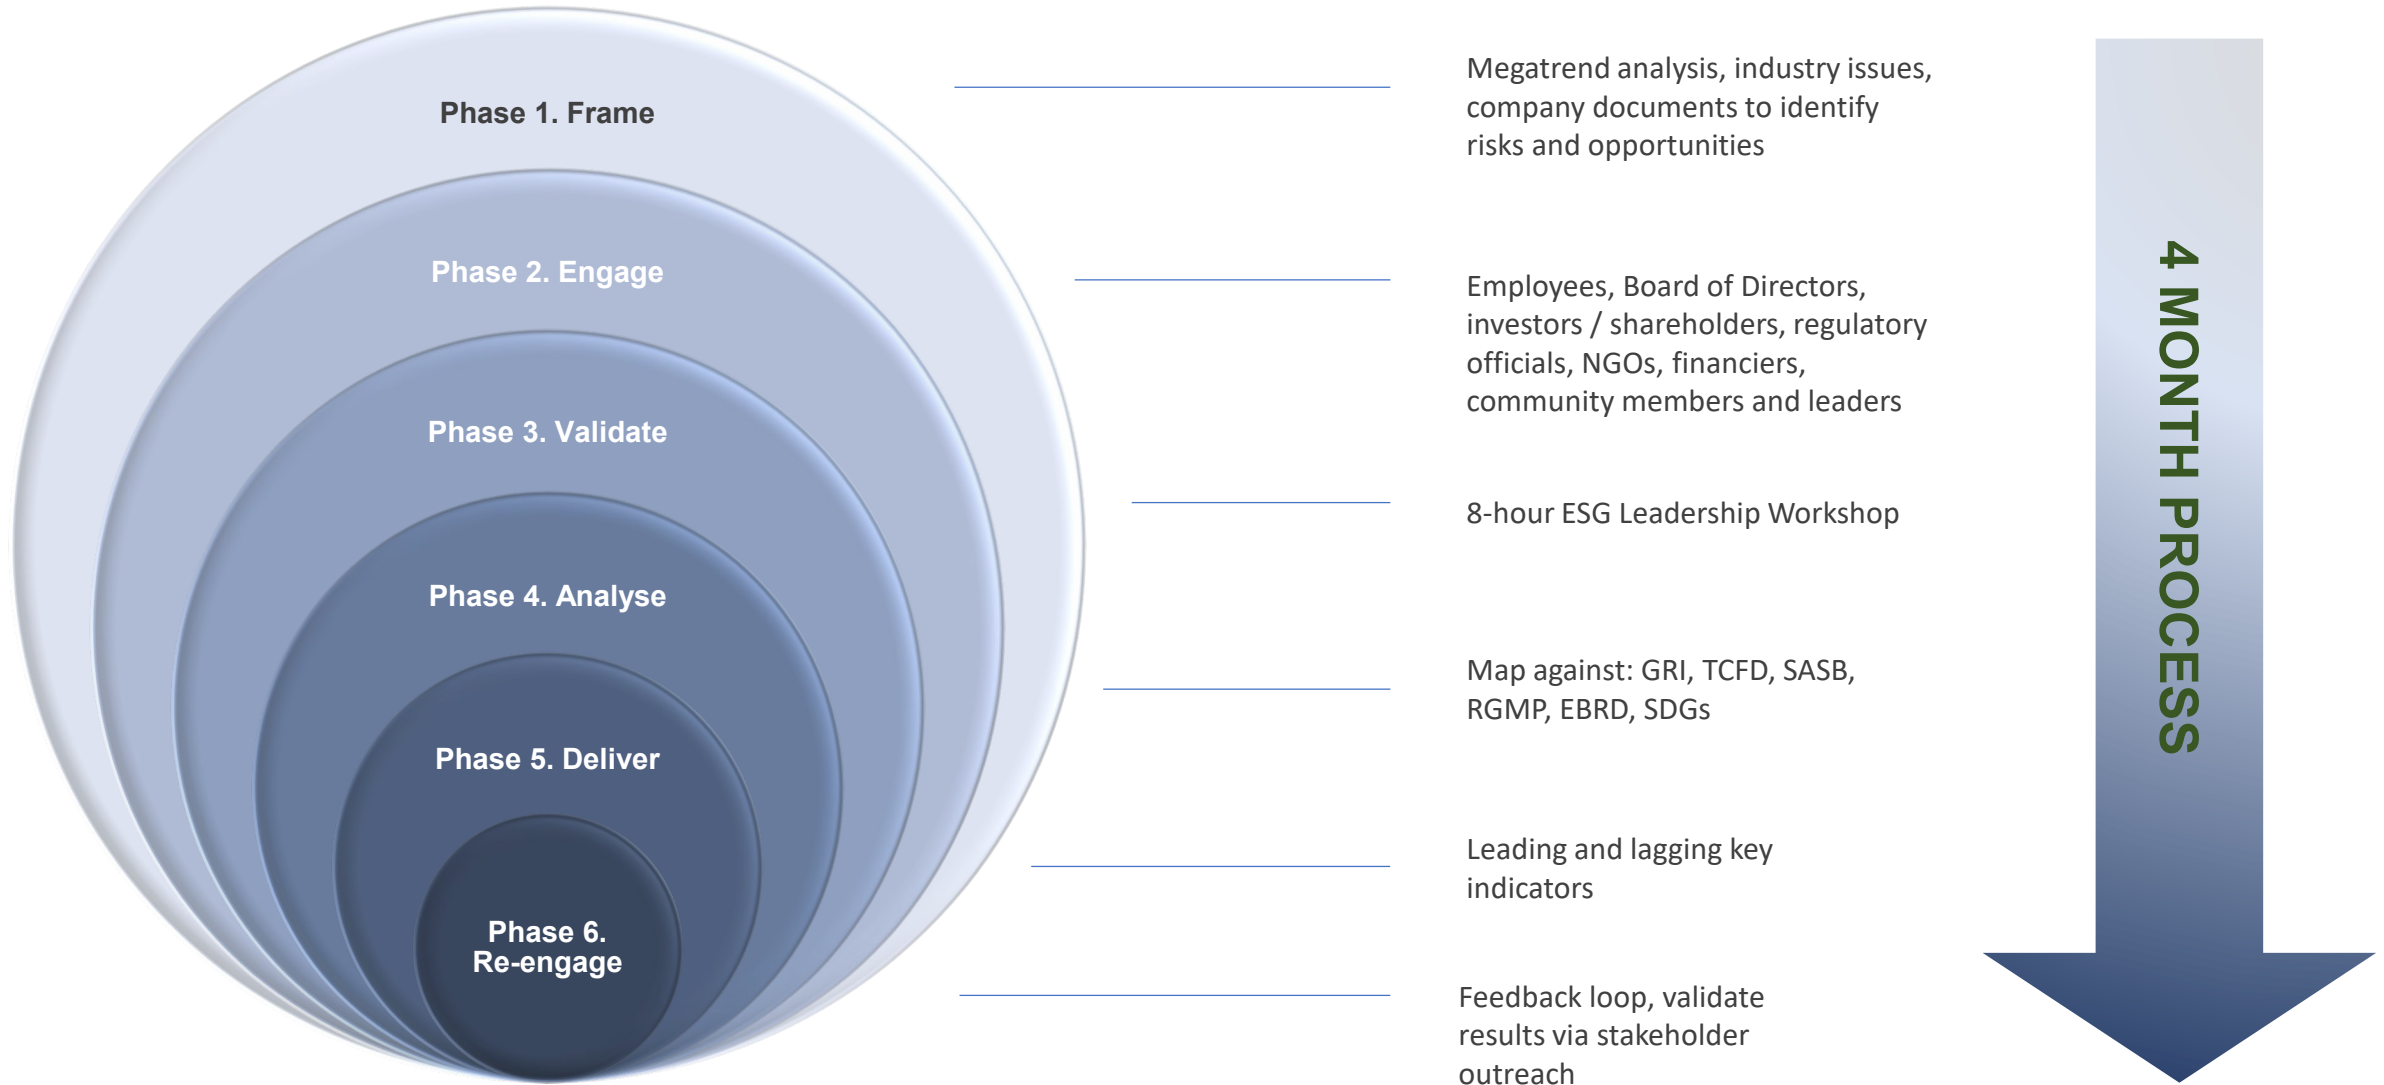 Phase 1. Frame
Megatrend analysis, industry issues,
company documents to identify
risks and opportunities
Phase 2. Engage
Employees, Board of Directors,
investors / shareholders, regulatory
officials, NGOs, financiers,
community members and leaders
Phase 3. Validate
8-hour ESG Leadership Workshop
Phase 4. Analyse
Map against: GRI, TCFD, SASB,
RGMP, EBRD, SDGs
Phase 5. Deliver
Leading and lagging key
indicators
Phase 6.
Re-engage
Feedback loop, validate
results via stakeholder
outreach
4 MONTH PROCESS